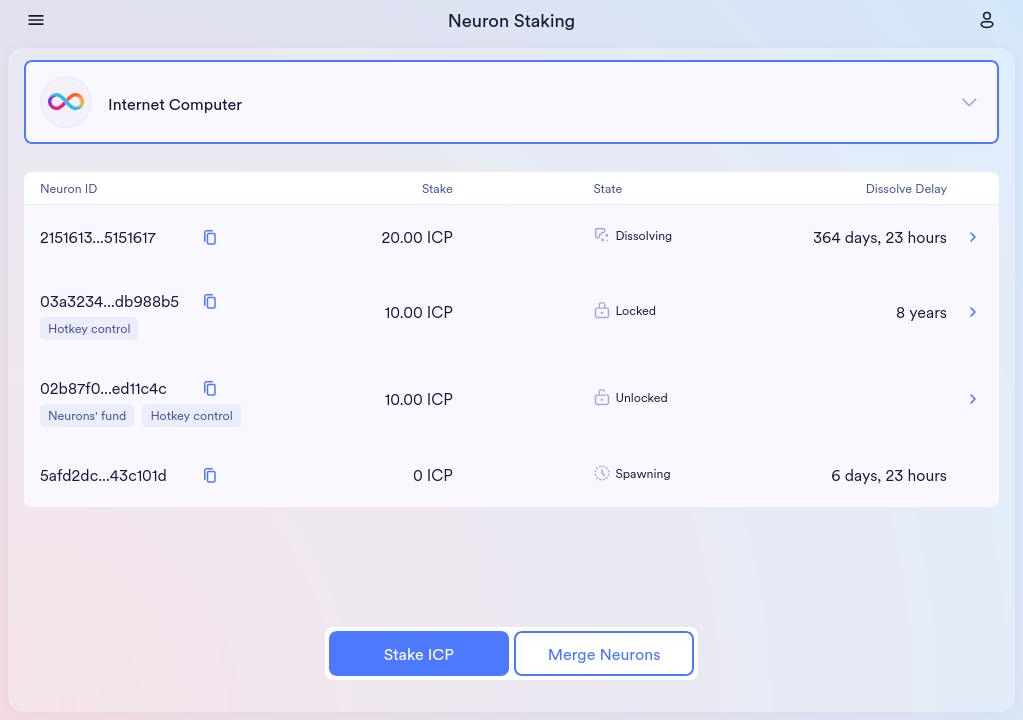 Neuron Staking
Internet Computer
Neuron ID Stake State Dissolve Delay
2151613...5151617 20.00 ICP Dissolving 364 days, 23 hours
03a3234...db988b5 10.00 ICP Locked 8 years
Hotkey control
02b87f0...ed11c4c 10.00 ICP Unlocked
Neurons' fund Hotkey control
5afd2dc...43c101d 0 ICP Spawning 6 days, 23 hours
Stake ICP Merge Neurons